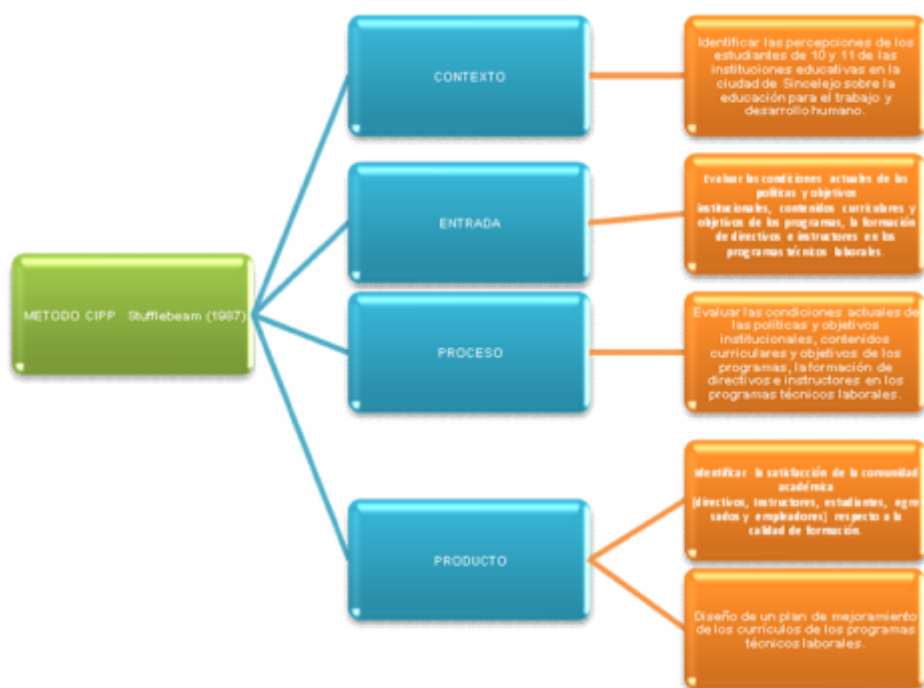 METODO CIPP Stufflebeam (1987)
CONTEXTO
Identificar las percepciones de los
estudiantes de 10 y 11 de las
instituciones educativas en la
ciudad de Sincelejo sobre la
educación para el trabajo y
desarrollo humano.
ENTRADA
Evaluar las condiciones actuales de las
políticas y objetivos
institucionales, contenidos curriculares y
objetivos de los programas, la formación
de directivos e instructores en los
programas técnicos laborales.
PROCESO
Evaluar las condiciones actuales de
las políticas y objetivos
institucionales, contenidos
curriculares y objetivos de los
programas, la formación de
directivos e instructores en los
programas técnicos laborales.
PRODUCTO
Identificar la satisfacción de la comunidad
académica
(directivos, instructores, estudiantes, egre
sados y empleadores) respecto a la
calidad de formación.
Diseño de un plan de mejoramiento
de los currículos de los programas
técnicos laborales.